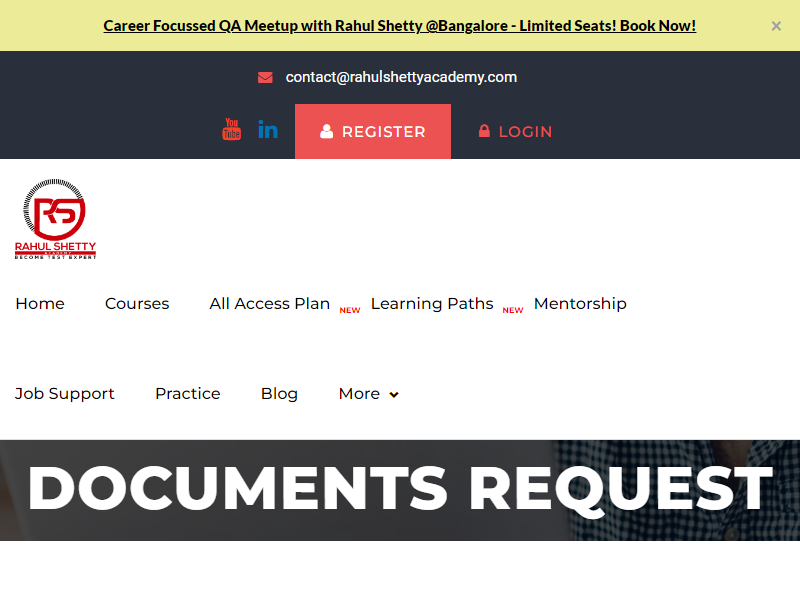 Career Focussed QA Meetup with Rahul Shetty @Bangalore - Limited Seats! Book Now! ×
contact@rahulshettyacademy.com
You Tube in REGISTER LOGIN
RS
RAHUL SHETTY
ACADEMY
BECOME TEST EXPERT
Home Courses All Access Plan NEW Learning Paths NEW Mentorship
Job Support Practice Blog More
DOCUMENTS REQUEST